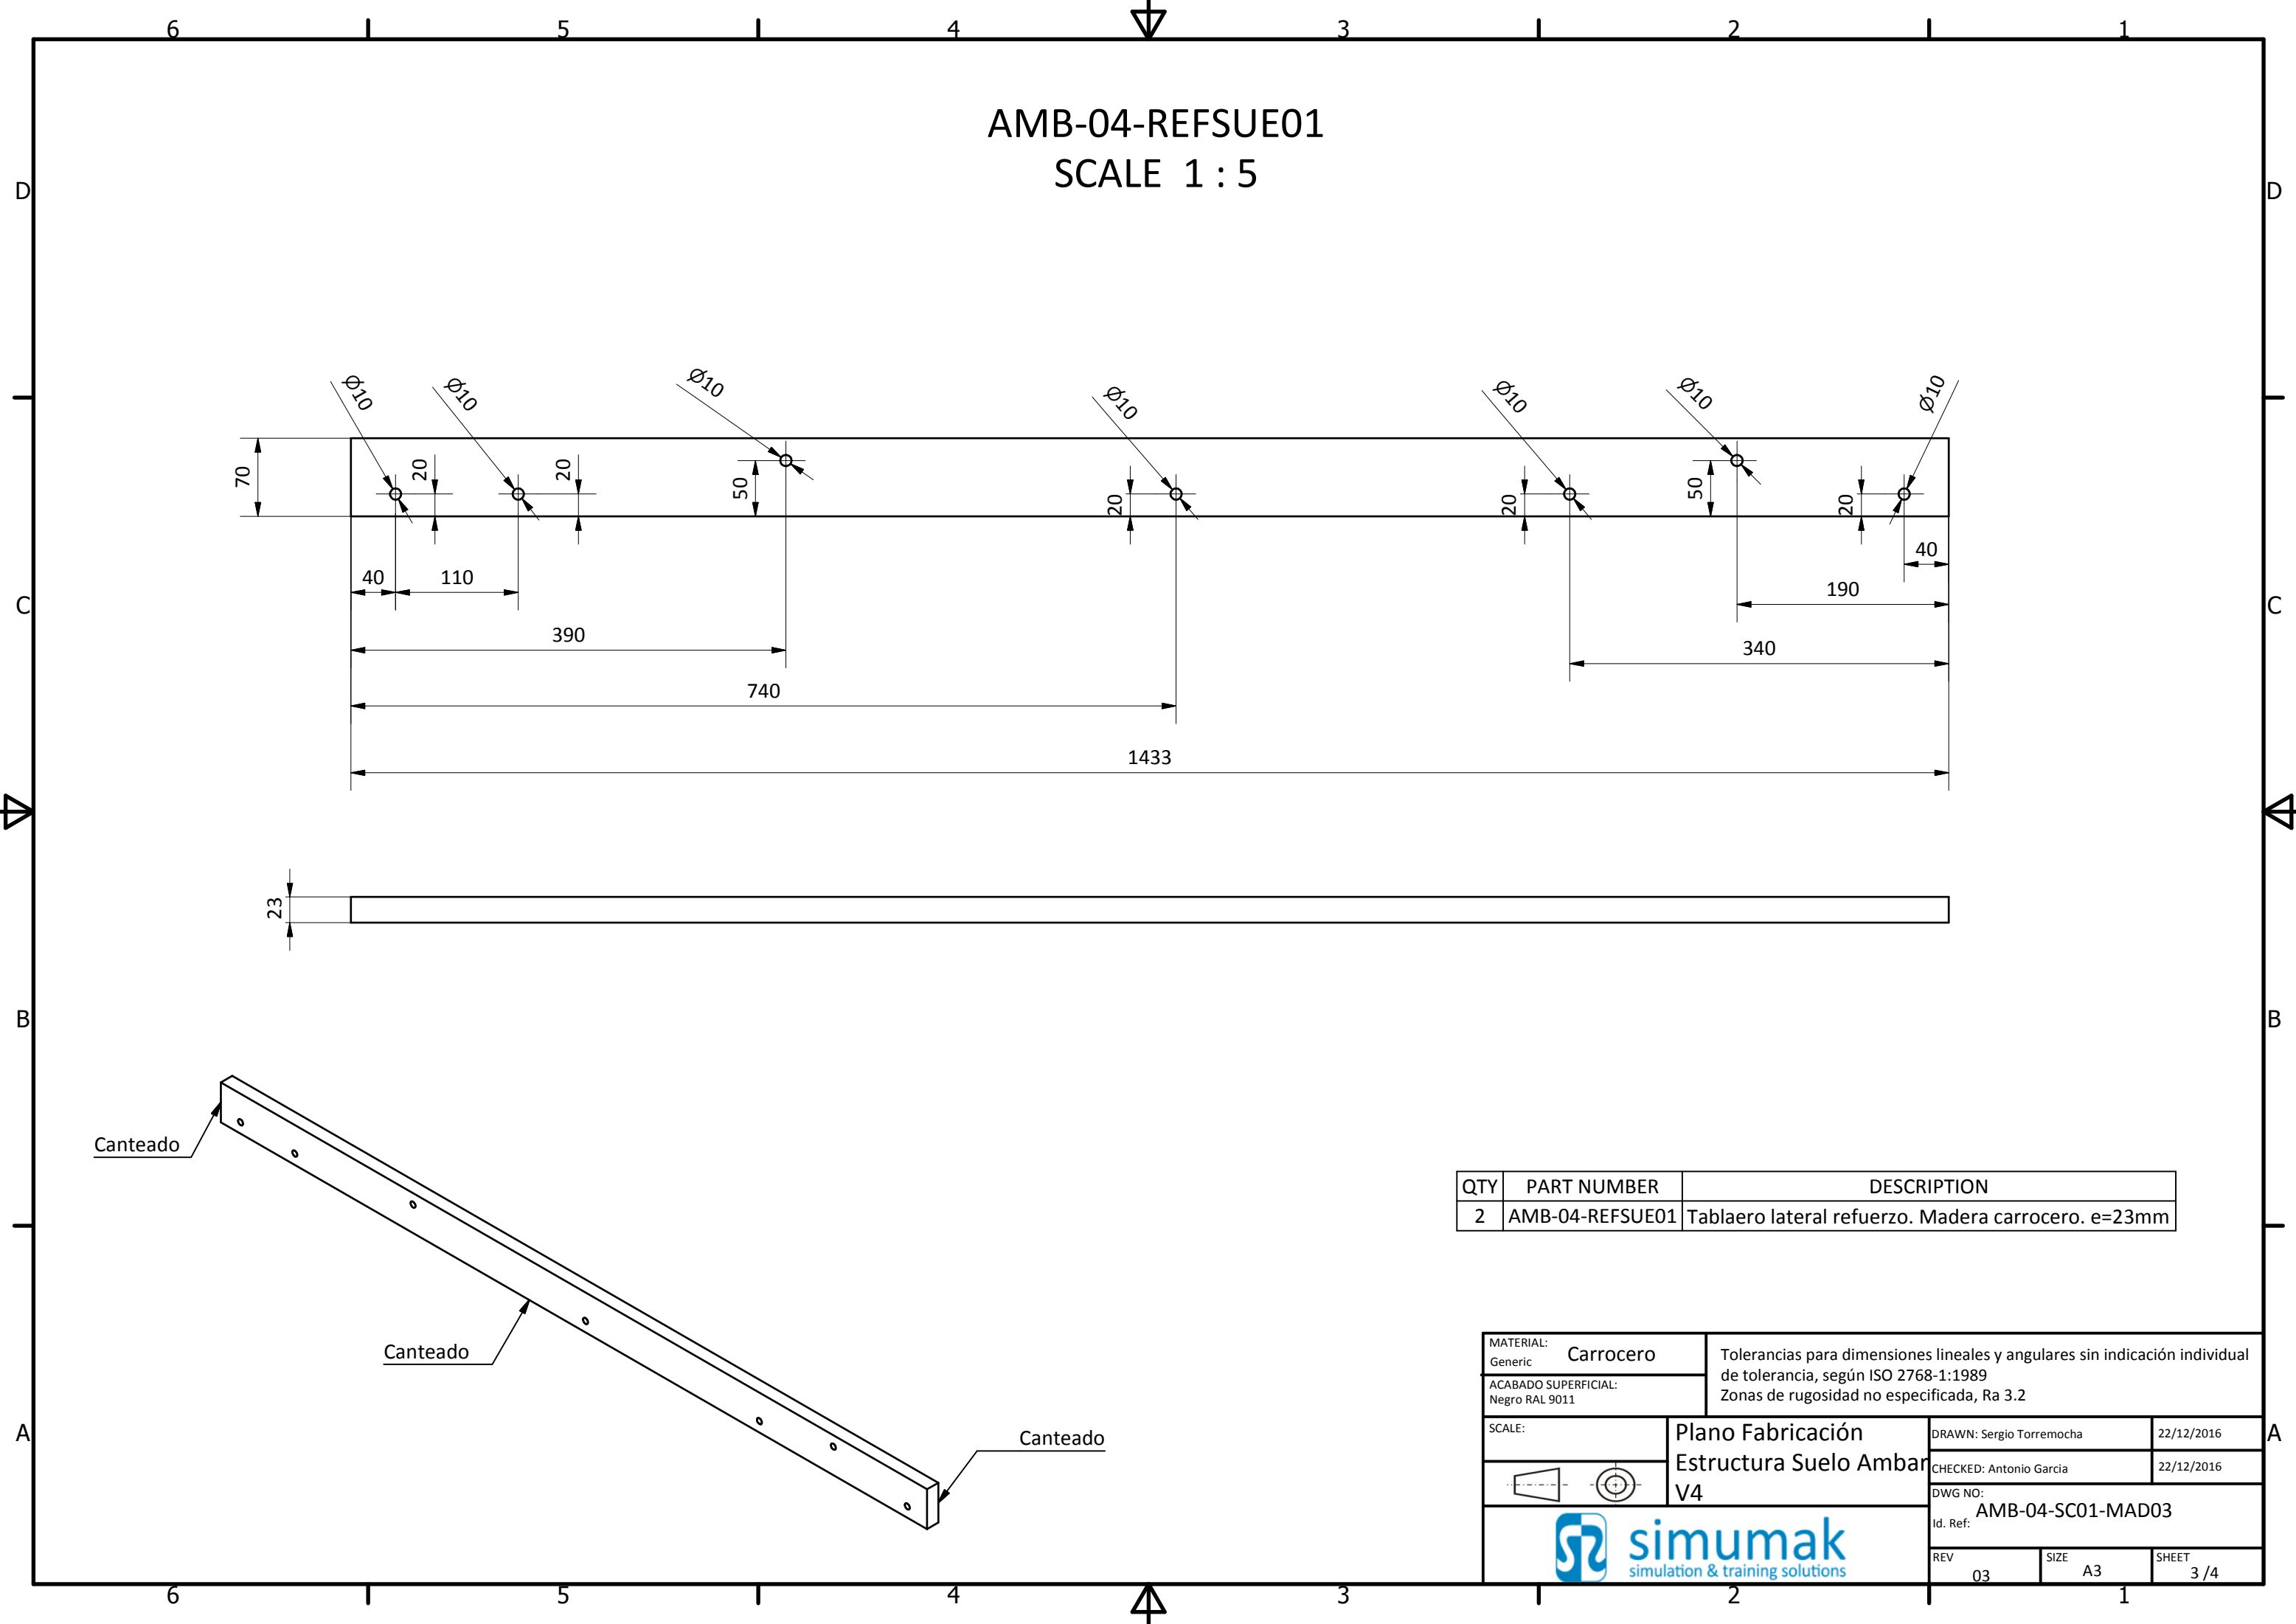 6 5 4 3 2 1
AMB-04-REFSUE01
SCALE 1 : 5
D D
Ø10 Ø10 Ø10 Ø10 Ø10 Ø10 Ø10
70 20 20 50 20 20 50 20
40 110 40
190
390 340
740
1433
C C
23
B B
Canteado
Canteado
Canteado
QTY PART NUMBER DESCRIPTION
2 AMB-04-REFSUE01 Tablaero lateral refuerzo. Madera carrocero. e=23mm
MATERIAL:
Generic Carrocero
ACABADO SUPERFICIAL:
Negro RAL 9011
Tolerancias para dimensiones lineales y angulares sin indicación individual
de tolerancia, según ISO 2768-1:1989
Zonas de rugosidad no especificada, Ra 3.2
A A
SCALE:
Plano Fabricación
Estructura Suelo Ambar
V4
DRAWN: Sergio Torremocha 22/12/2016
CHECKED: Antonio Garcia 22/12/2016
DWG NO:
Id. Ref: AMB-04-SC01-MAD03
simumak
simulation & training solutions
REV 03
SIZE A3
SHEET 3 /4
6 5 4 3 2 1